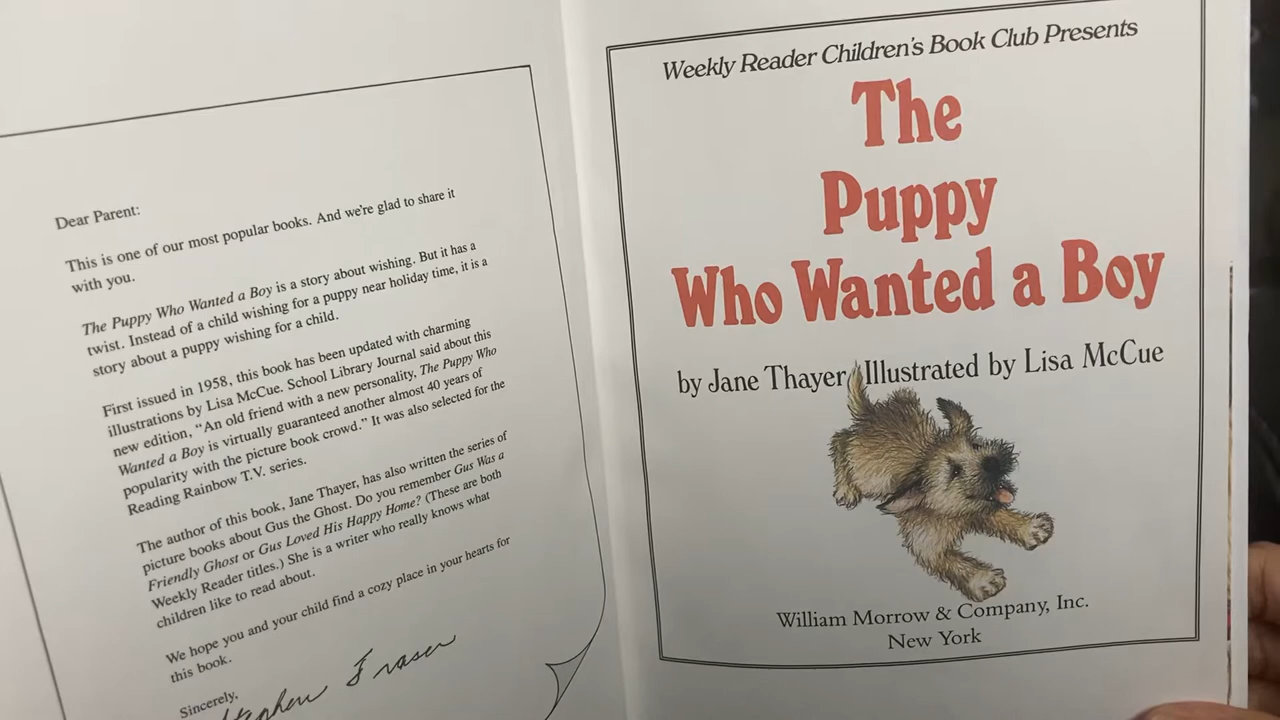 Dear Parent:
This is one of our most popular books. And we're glad to share it
with you.
The Puppy Who Wanted a Boy is a story about wishing. But it has a
twist. Instead of a child wishing for a puppy near holiday time, it is a
story about a puppy wishing for a child.
First issued in 1958, this book has been updated with charming
illustrations by Lisa McCue. School Library Journal said about this
new edition, “An old friend with a new personality, The Puppy Who
Wanted a Boy is virtually guaranteed another almost 40 years of
popularity with the picture book crowd.” It was also selected for the
Reading Rainbow T.V. series.
The author of this book, Jane Thayer, has also written the series of
picture books about Gus the Ghost. Do you remember Gus Was a
Friendly Ghost or Gus Loved His Happy Home? (These are both
Weekly Reader titles.) She is a writer who really knows what
children like to read about.
We hope you and your child find a cozy place in your hearts for
this book.
Sincerely,
Fraser
Weekly Reader Children's Book Club Presents
The
Puppy
Who Wanted a Boy
by Jane Thayer Illustrated by Lisa McCue
William Morrow & Company, Inc.
New York